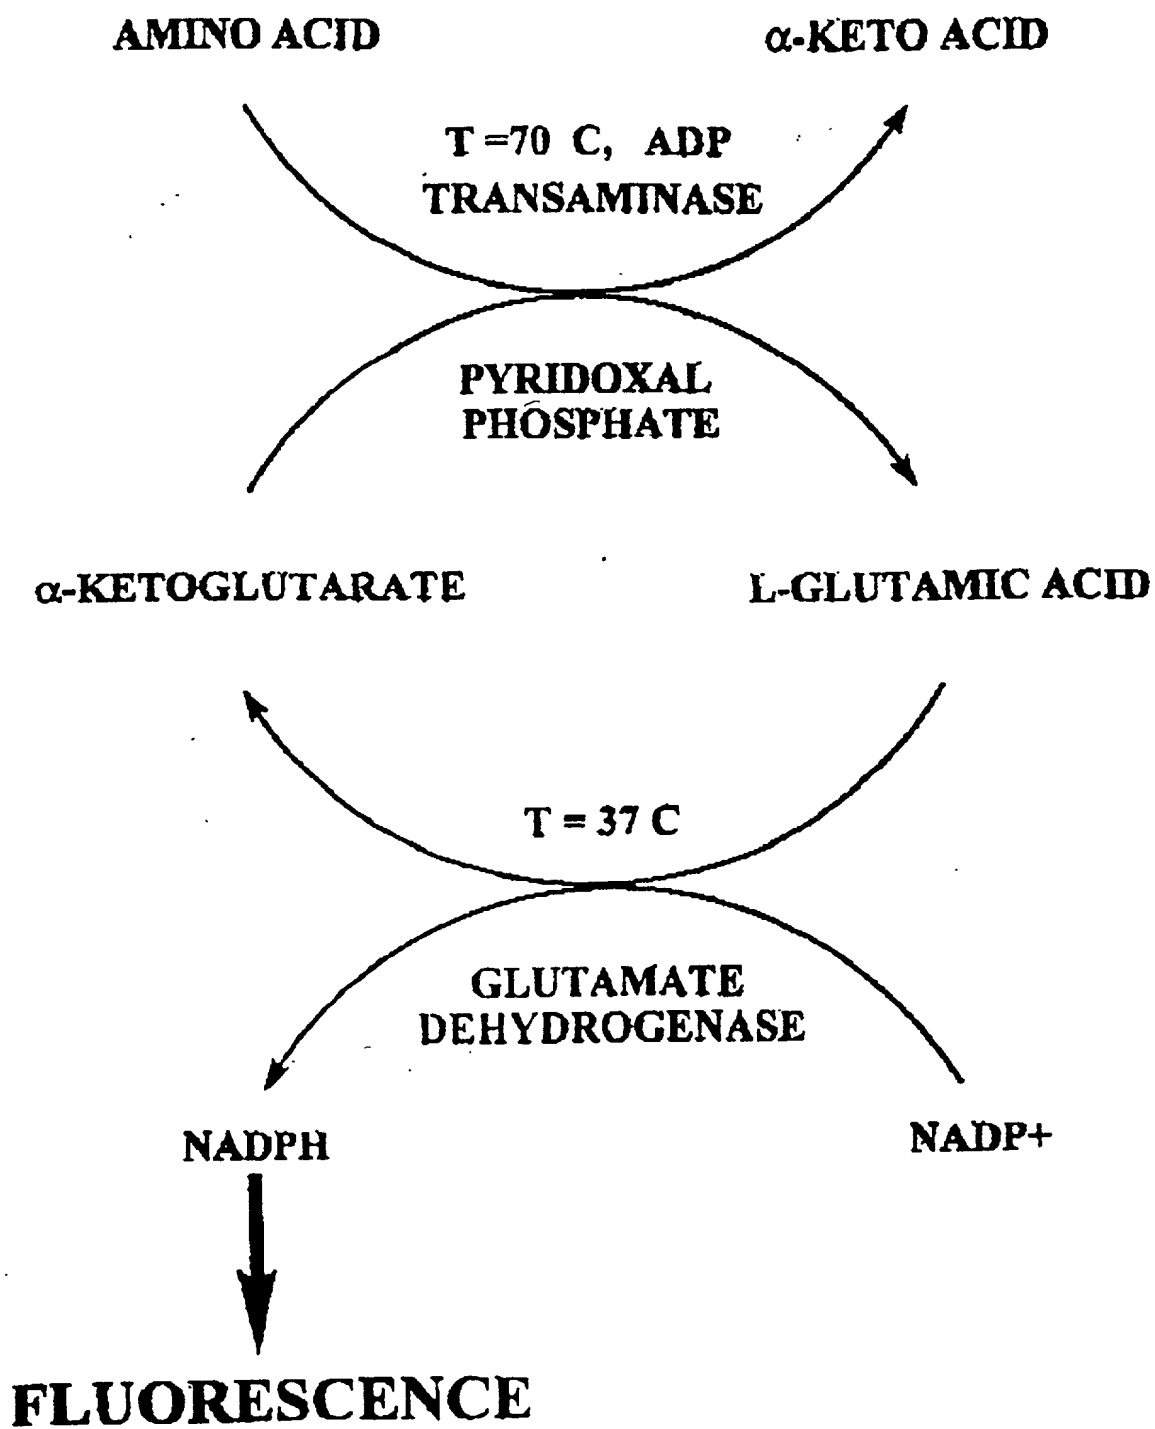 AMINO ACID
α-KETO ACID
T =70 C, ADP
TRANSAMINASE
PYRIDOXAL
PHOSPHATE
α-KETOGLUTARATE
L-GLUTAMIC ACID
T = 37 C
GLUTAMATE
DEHYDROGENASE
NADPH
NADP+
FLUORESCENCE